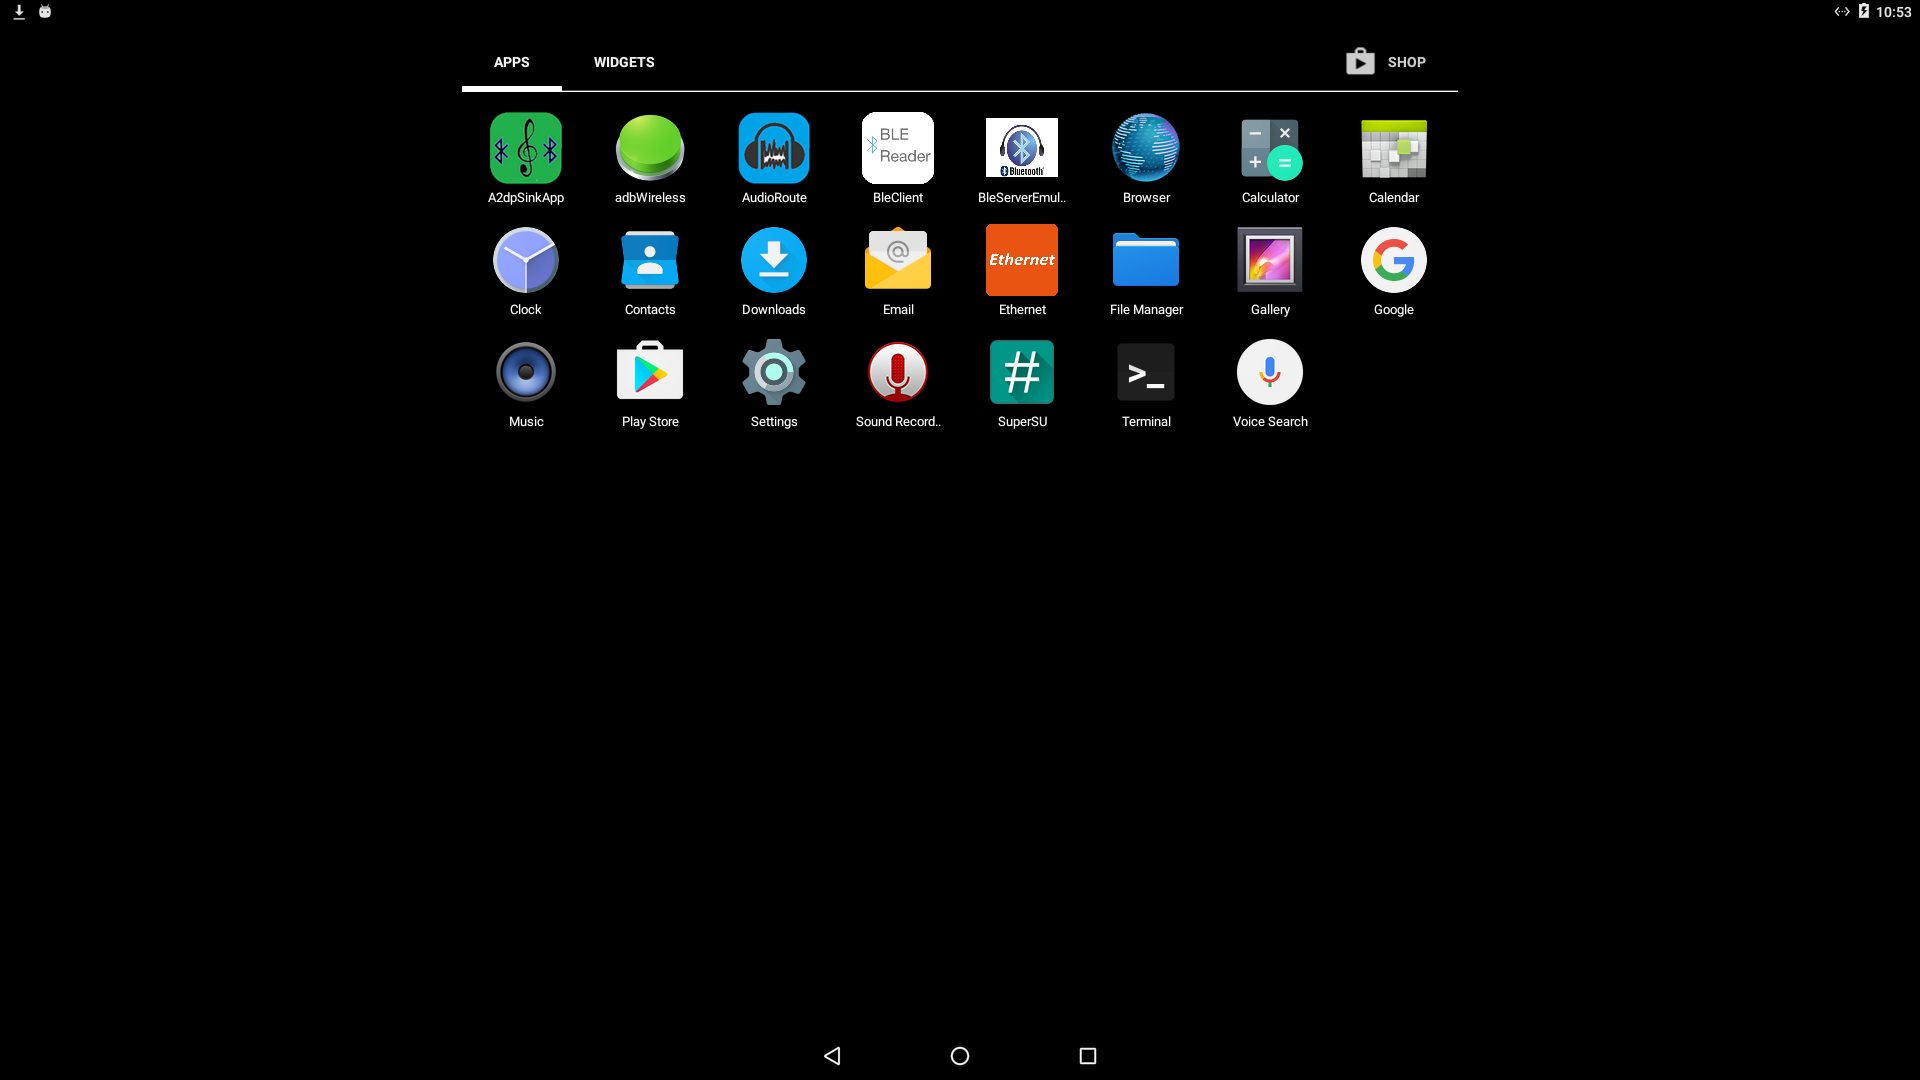 10:53
APPS WIDGETS SHOP
BLE
Reader
Bluetooth
A2dpSinkApp adbWireless AudioRoute BleClient BleServerEmul.. Browser Calculator Calendar
Ethernet
Clock Contacts Downloads Email Ethernet File Manager Gallery Google
Music Play Store Settings Sound Record.. SuperSU Terminal Voice Search